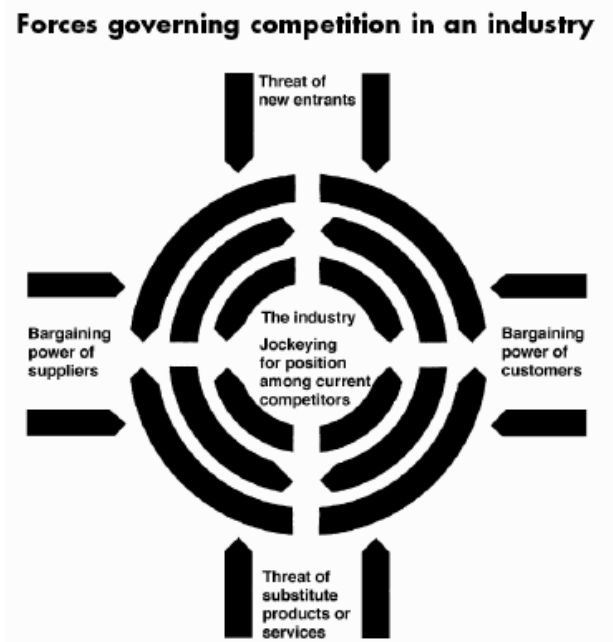 Forces governing competition in an industry
Threat of
new entrants
The industry
Jockeying
for position
among current
competitors
Bargaining
power of
suppliers
Bargaining
power of
customers
Threat of
substitute
products or
services